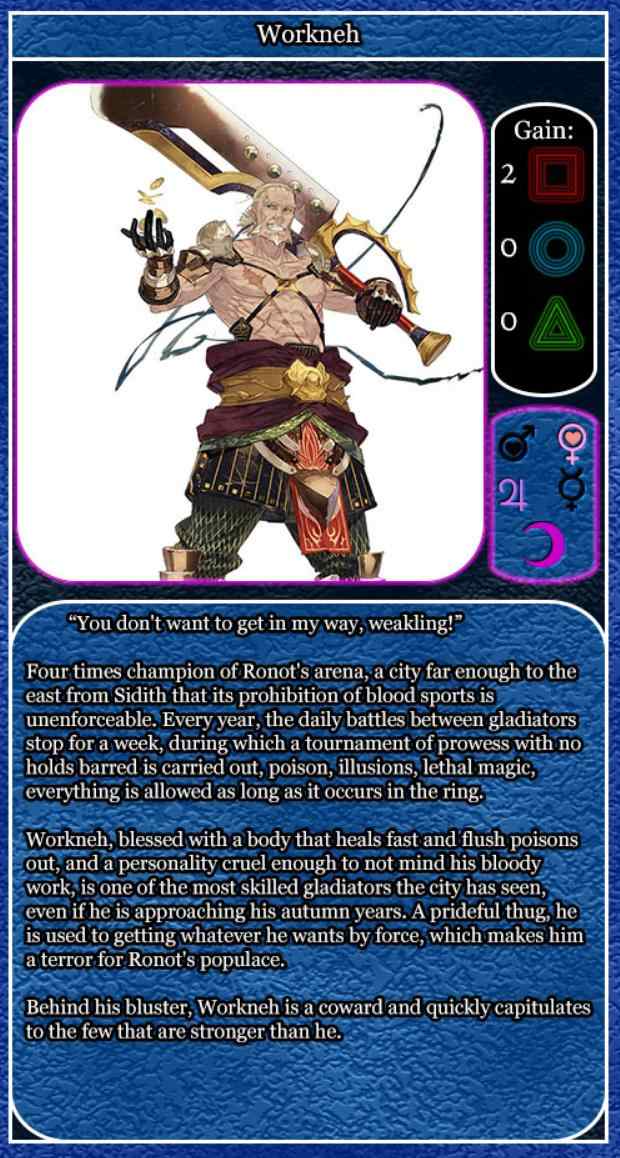 Workneh
Gain:
2
0
0
“You don't want to get in my way, weakling!”
Four times champion of Ronot's arena, a city far enough to the
east from Sidith that its prohibition of blood sports is
unenforceable. Every year, the daily battles between gladiators
stop for a week, during which a tournament of prowess with no
holds barred is carried out, poison, illusions, lethal magic,
everything is allowed as long as it occurs in the ring.
Workneh, blessed with a body that heals fast and flush poisons
out, and a personality cruel enough to not mind his bloody
work, is one of the most skilled gladiators the city has seen,
even if he is approaching his autumn years. A prideful thug, he
is used to getting whatever he wants by force, which makes him
a terror for Ronot's populace.
Behind his bluster, Workneh is a coward and quickly capitulates
to the few that are stronger than he.